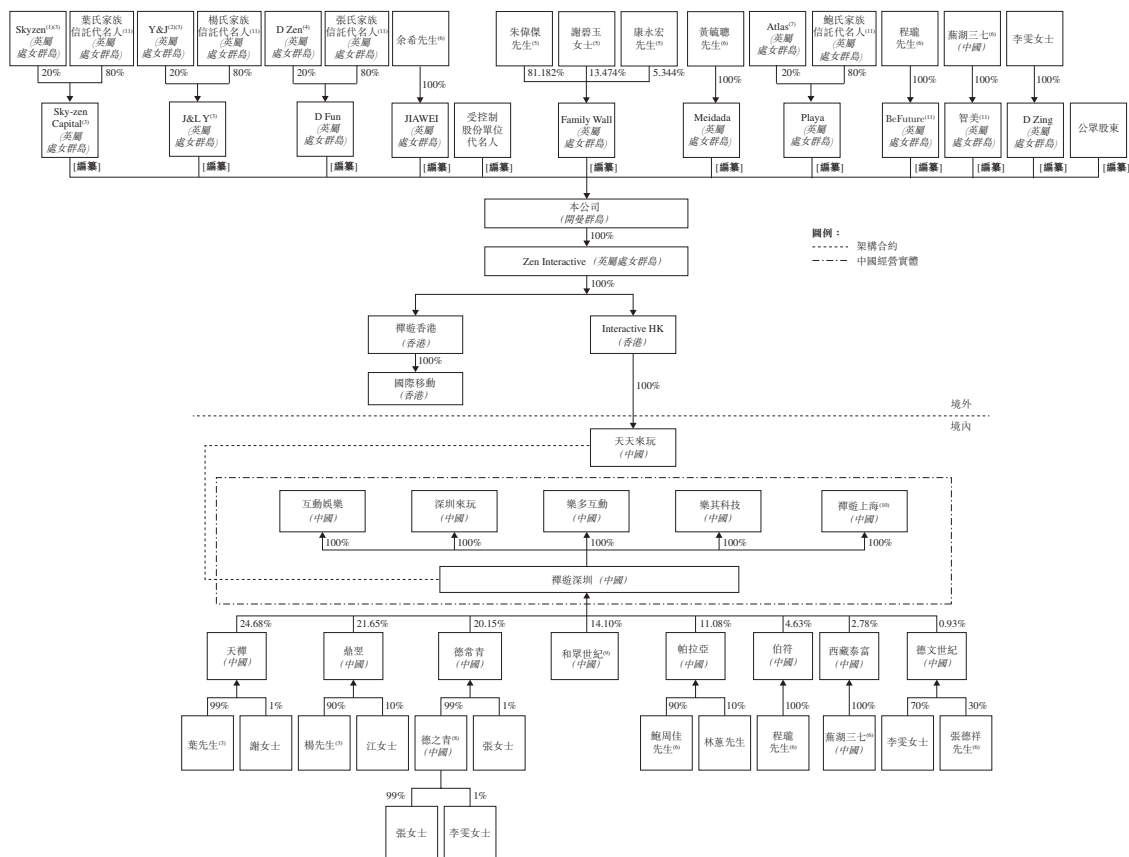 Skyzen⁽¹⁾⁽³⁾
(英屬
處女群島)
葉氏家族
信託代名人⁽¹¹⁾
(英屬
處女群島)
Y&J⁽²⁾⁽³⁾
(英屬
處女群島)
楊氏家族
信託代名人⁽¹¹⁾
(英屬
處女群島)
D Zen⁽⁴⁾
(英屬
處女群島)
張氏家族
信託代名人⁽¹¹⁾
(英屬
處女群島)
余希先生⁽⁶⁾
朱偉傑
先生⁽⁵⁾
謝碧玉
女士⁽⁵⁾
康永宏
先生⁽⁵⁾
黃毓聰
先生⁽⁶⁾
Atlas⁽⁷⁾
(英屬
處女群島)
鮑氏家族
信託代名人⁽¹¹⁾
(英屬
處女群島)
程瓏
先生⁽⁶⁾
蕪湖三七⁽⁶⁾
(中國)
李雯女士
20%
80%
20%
80%
20%
80%
100%
81.182%
13.474%
5.344%
100%
20%
80%
100%
100%
100%
Sky-zen
Capital⁽³⁾
(英屬
處女群島)
J&L Y⁽³⁾
(英屬
處女群島)
D Fun
(英屬
處女群島)
JIAWEI
(英屬
處女群島)
受控制
股份單位
代名人
Family Wall
(英屬
處女群島)
Meidada
(英屬
處女群島)
Playa
(英屬
處女群島)
BeFuture⁽¹¹⁾
(英屬
處女群島)
智美⁽¹¹⁾
(英屬
處女群島)
D Zing
(英屬
處女群島)
公眾股東
[編纂]
[編纂]
[編纂]
[編纂]
[編纂]
[編纂]
[編纂]
[編纂]
[編纂]
[編纂]
[編纂]
[編纂]
本公司
(開曼群島)
100%
圖例：
架構合約
中國經營實體
Zen Interactive (英屬處女群島)
100%
禪遊香港
(香港)
Interactive HK
(香港)
100%
國際移動
(香港)
100%
境外
境內
天天來玩
(中國)
互動娛樂
(中國)
深圳來玩
(中國)
樂多互動
(中國)
樂其科技
(中國)
禪遊上海⁽¹⁰⁾
(中國)
100%
100%
100%
100%
100%
禪遊深圳 (中國)
24.68%
21.65%
20.15%
14.10%
11.08%
4.63%
2.78%
0.93%
天禪
(中國)
鼎翌
(中國)
德常青
(中國)
和眾世紀⁽⁹⁾
(中國)
帕拉亞
(中國)
伯符
(中國)
西藏泰富
(中國)
德文世紀
(中國)
99%
1%
90%
10%
99%
1%
90%
10%
100%
100%
70%
30%
葉先生⁽³⁾
謝女士
楊先生⁽³⁾
江女士
德之青⁽⁸⁾
(中國)
張女士
鮑周佳
先生⁽⁶⁾
林蒽先生
程瓏
先生⁽⁶⁾
蕪湖三七⁽⁶⁾
(中國)
李雯女士
張德祥
先生⁽⁶⁾
99%
1%
張女士
李雯女士